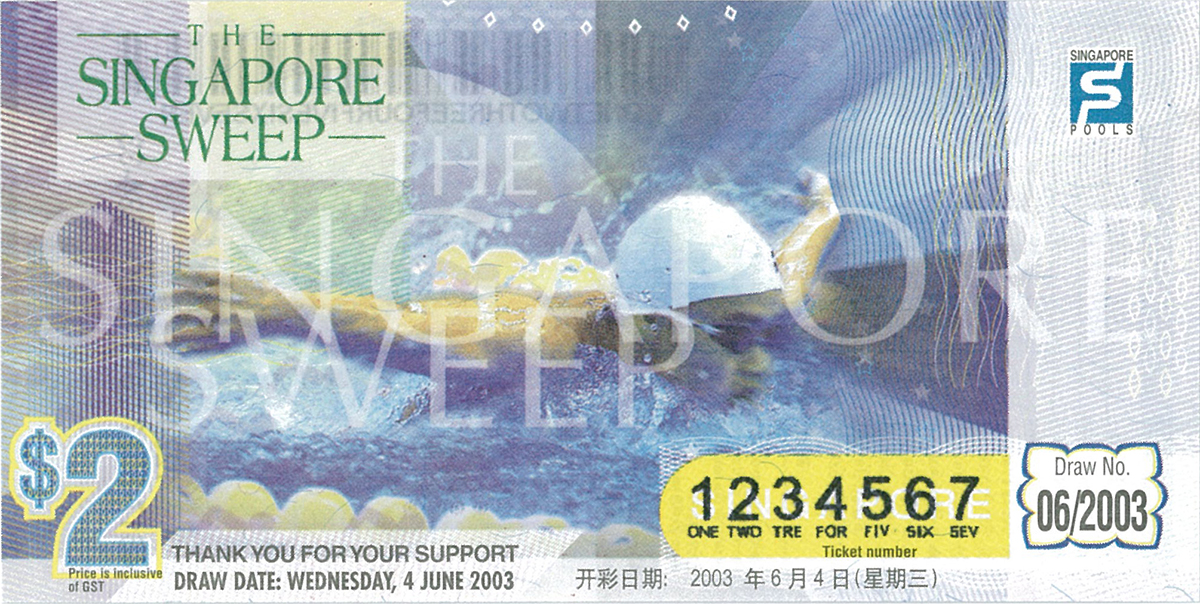 THE
SINGAPORE
SWEEP
SINGAPORE
S
POOLS
THE
SINGAPORE
SWEEP
$2
Price is inclusive
of GST
THANK YOU FOR YOUR SUPPORT
DRAW DATE: WEDNESDAY, 4 JUNE 2003
开彩日期: 2003 年 6 月 4 日 (星期三)
SINGAPORE
1234567
ONE TWO TRE FOR FIV SIX SEV
Ticket number
Draw No.
06/2003